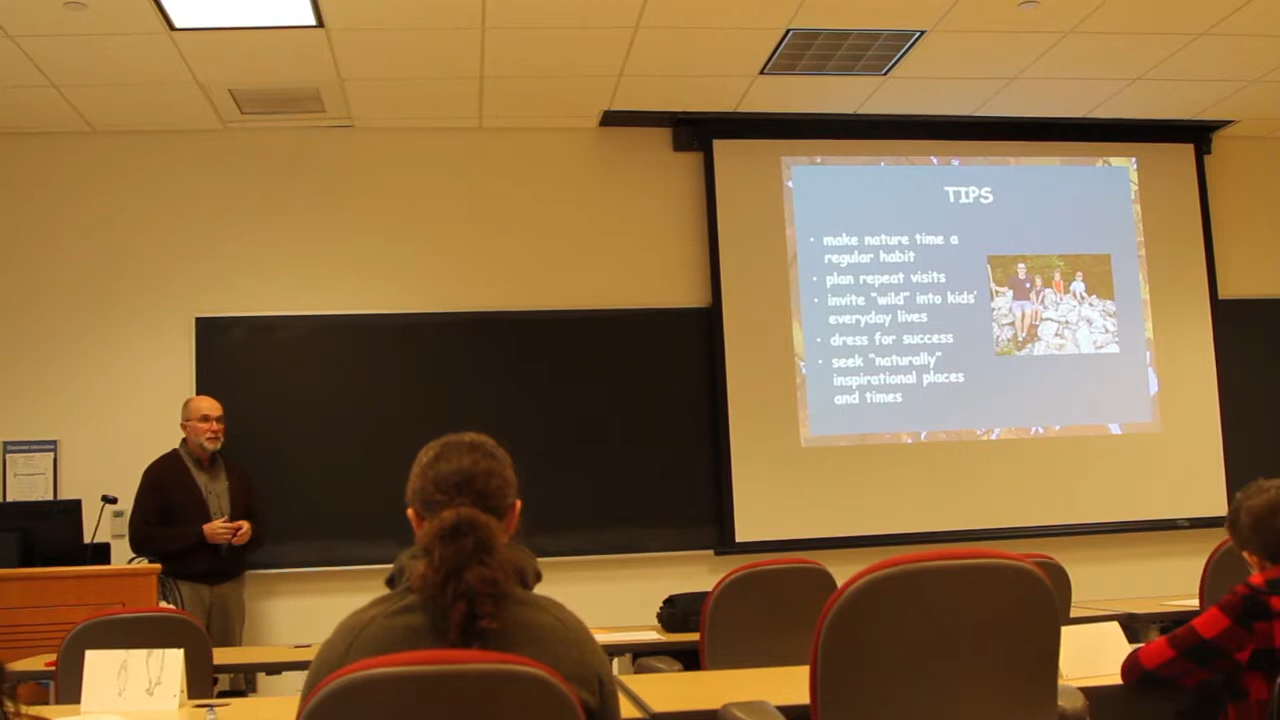 TIPS
• make nature time a
regular habit
• plan repeat visits
• invite "wild" into kids'
everyday lives
• dress for success
• seek "naturally"
inspirational places
and times